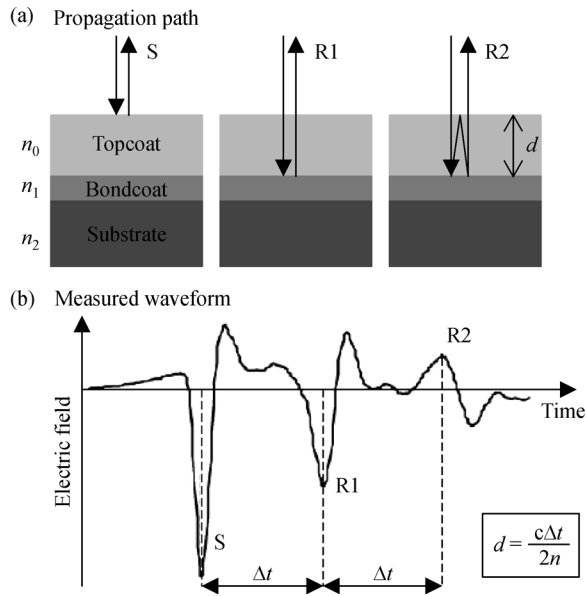 (a) Propagation path
S
R1
R2
n₀
Topcoat
d
n₁
Bondcoat
n₂
Substrate
(b) Measured waveform
R2
Time
Electric field
R1
S
d = cΔt / 2n
Δt
Δt